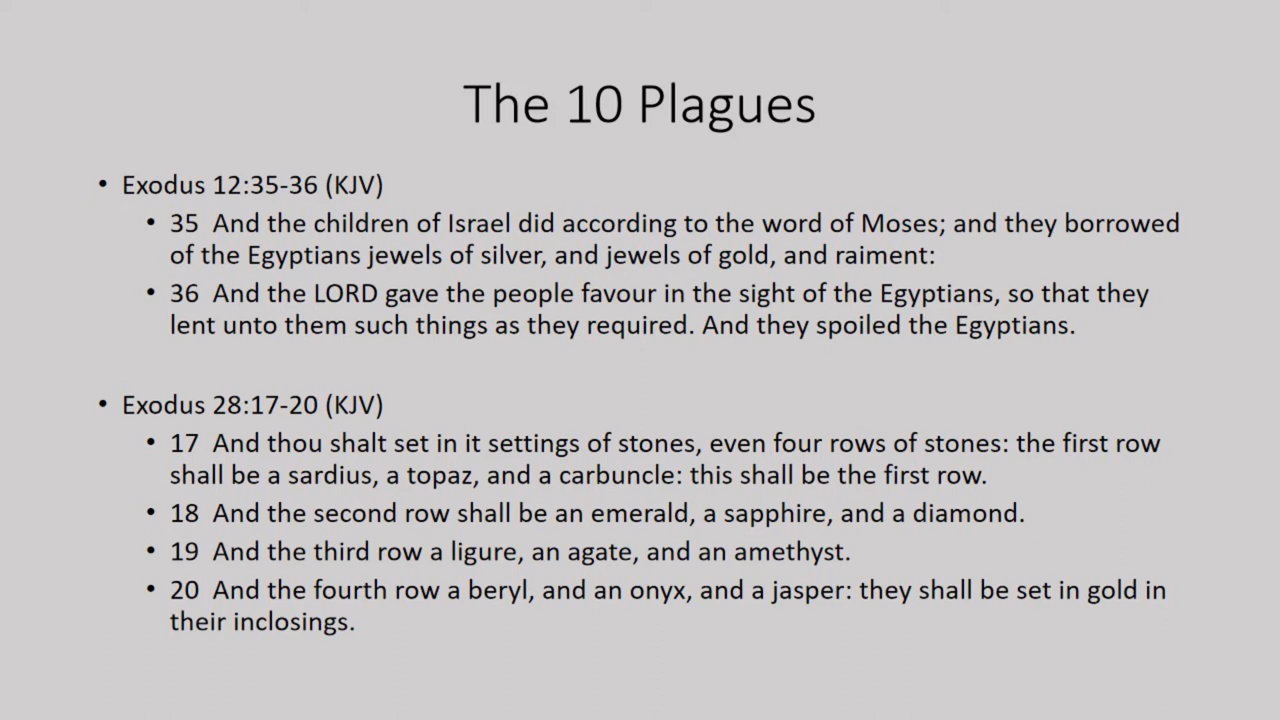 The 10 Plagues
• Exodus 12:35-36 (KJV)
• 35 And the children of Israel did according to the word of Moses; and they borrowed
of the Egyptians jewels of silver, and jewels of gold, and raiment:
• 36 And the LORD gave the people favour in the sight of the Egyptians, so that they
lent unto them such things as they required. And they spoiled the Egyptians.
• Exodus 28:17-20 (KJV)
• 17 And thou shalt set in it settings of stones, even four rows of stones: the first row
shall be a sardius, a topaz, and a carbuncle: this shall be the first row.
• 18 And the second row shall be an emerald, a sapphire, and a diamond.
• 19 And the third row a ligure, an agate, and an amethyst.
• 20 And the fourth row a beryl, and an onyx, and a jasper: they shall be set in gold in
their inclosings.